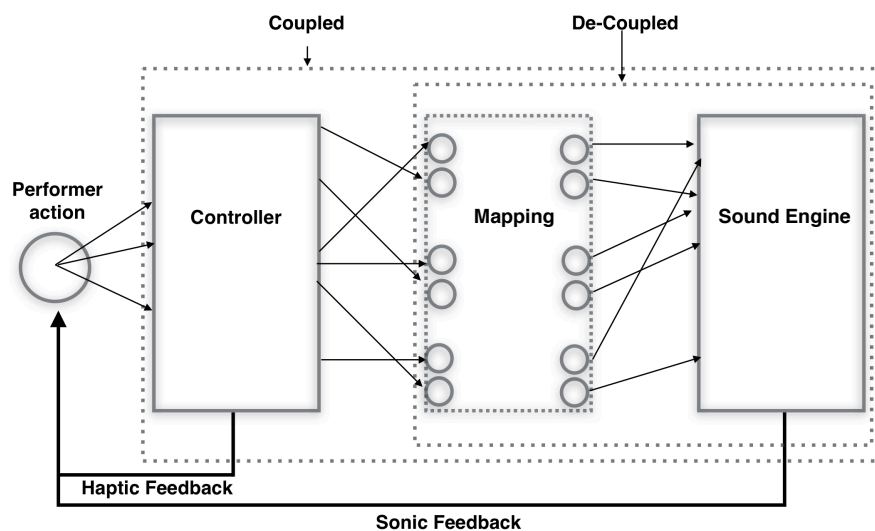 Coupled
De-Coupled
Performer
action
Controller
Mapping
Sound Engine
Haptic Feedback
Sonic Feedback